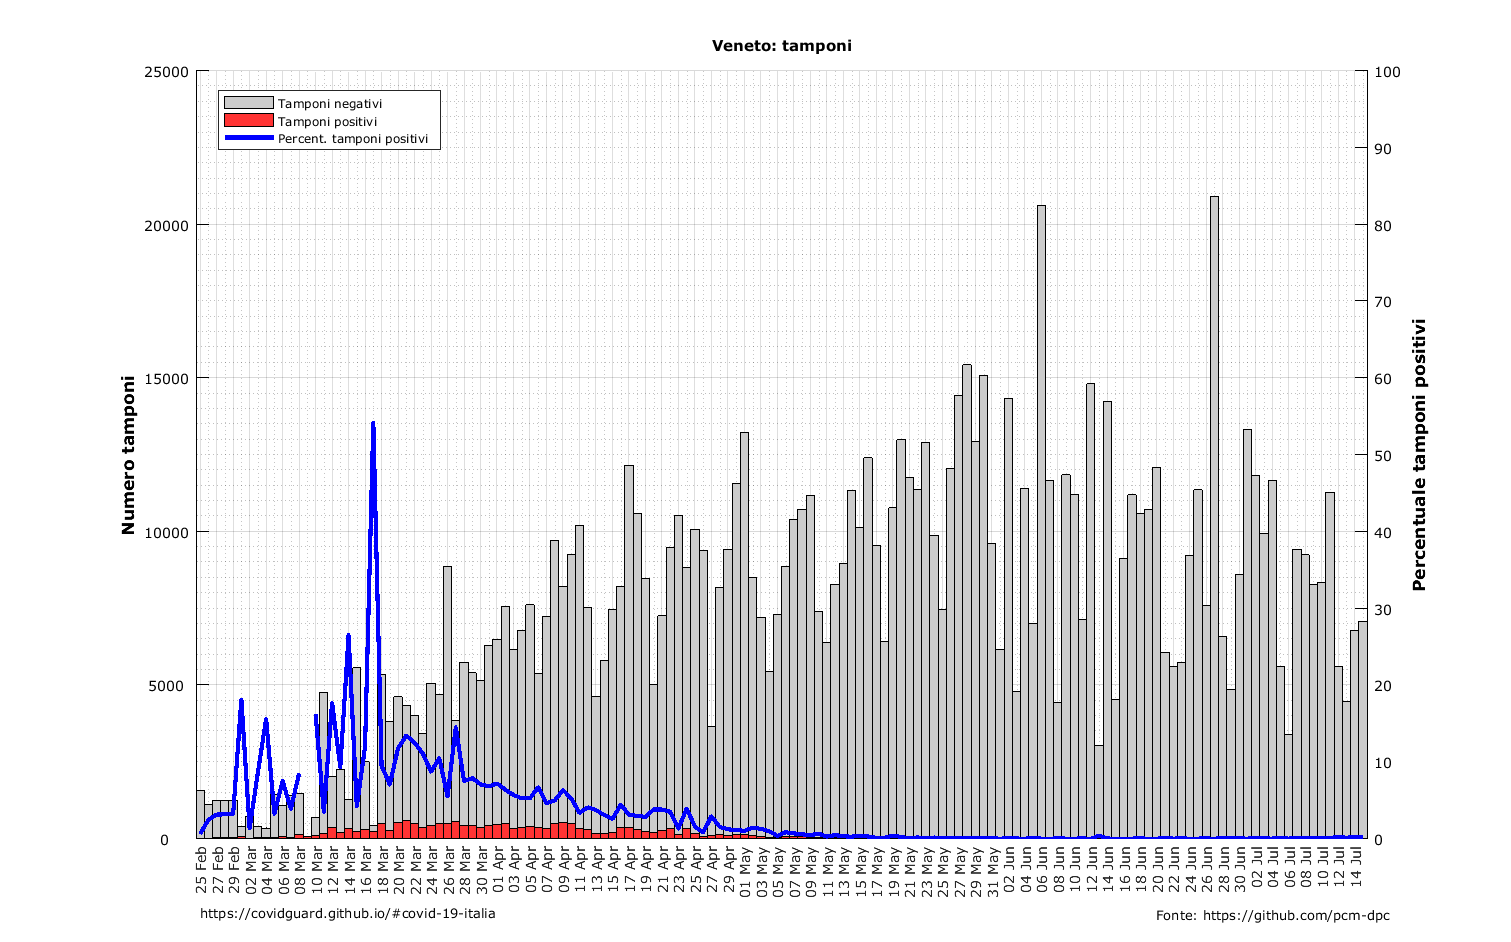 Veneto: tamponi
Tamponi negativi
Tamponi positivi
Percent. tamponi positivi
Numero tamponi
25000
20000
15000
10000
5000
0
Percentuale tamponi positivi
100
90
80
70
60
50
40
30
20
10
0
25 Feb
27 Feb
29 Feb
02 Mar
04 Mar
06 Mar
08 Mar
10 Mar
12 Mar
14 Mar
16 Mar
18 Mar
20 Mar
22 Mar
24 Mar
26 Mar
28 Mar
30 Mar
01 Apr
03 Apr
05 Apr
07 Apr
09 Apr
11 Apr
13 Apr
15 Apr
17 Apr
19 Apr
21 Apr
23 Apr
25 Apr
27 Apr
29 Apr
01 May
03 May
05 May
07 May
09 May
11 May
13 May
15 May
17 May
19 May
21 May
23 May
25 May
27 May
29 May
31 May
02 Jun
04 Jun
06 Jun
08 Jun
10 Jun
12 Jun
14 Jun
16 Jun
18 Jun
20 Jun
22 Jun
24 Jun
26 Jun
28 Jun
30 Jun
02 Jul
04 Jul
06 Jul
08 Jul
10 Jul
12 Jul
14 Jul
https://covidguard.github.io/#covid-19-italia
Fonte: https://github.com/pcm-dpc